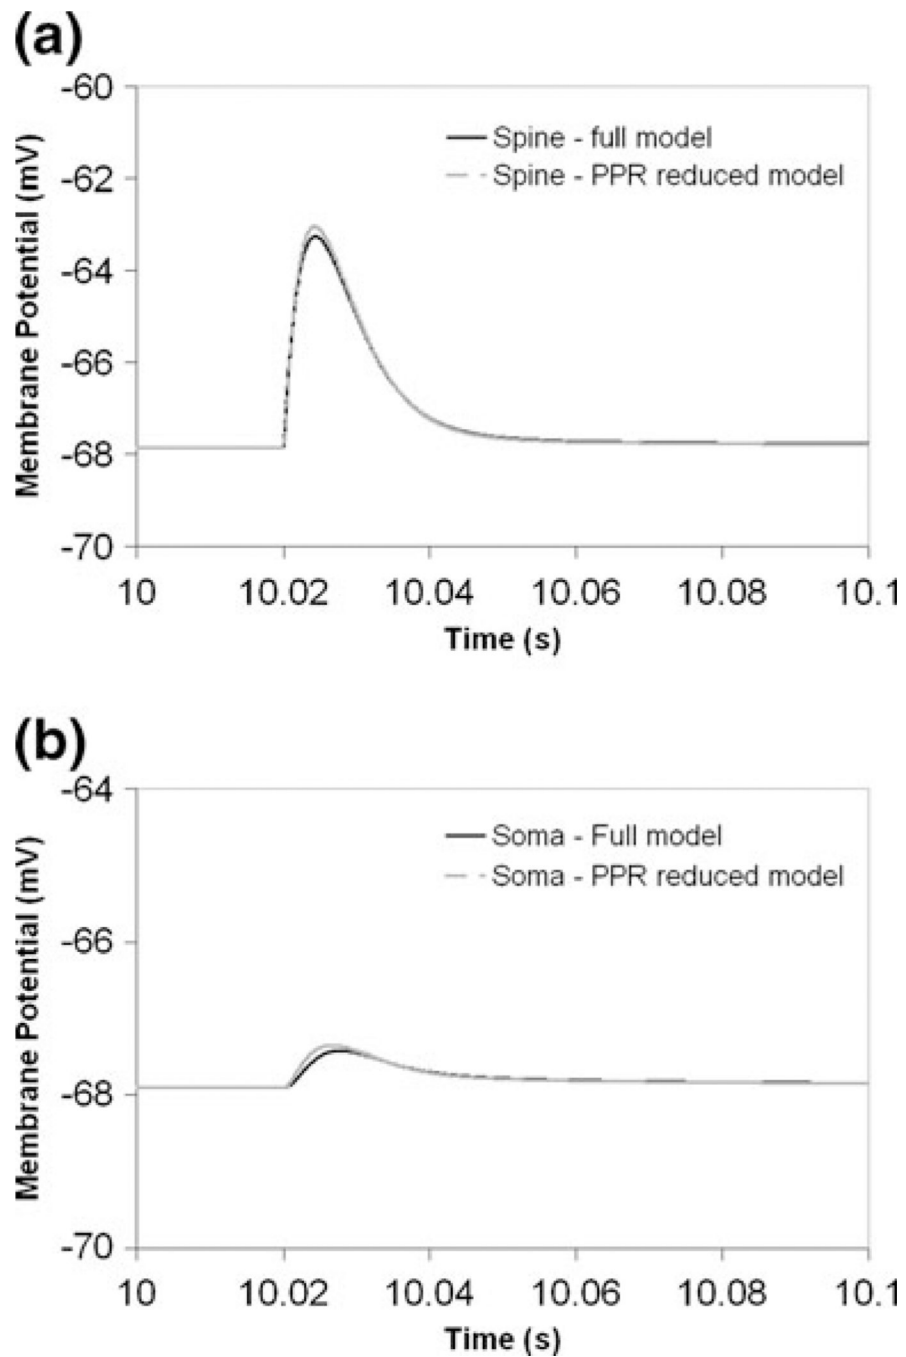 (a)
-60
-62
-64
-66
-68
-70
Membrane Potential (mV)
Spine - full model
Spine - PPR reduced model
10 10.02 10.04 10.06 10.08 10.1
Time (s)
(b)
-64
-66
-68
-70
Membrane Potential (mV)
Soma - Full model
Soma - PPR reduced model
10 10.02 10.04 10.06 10.08 10.1
Time (s)